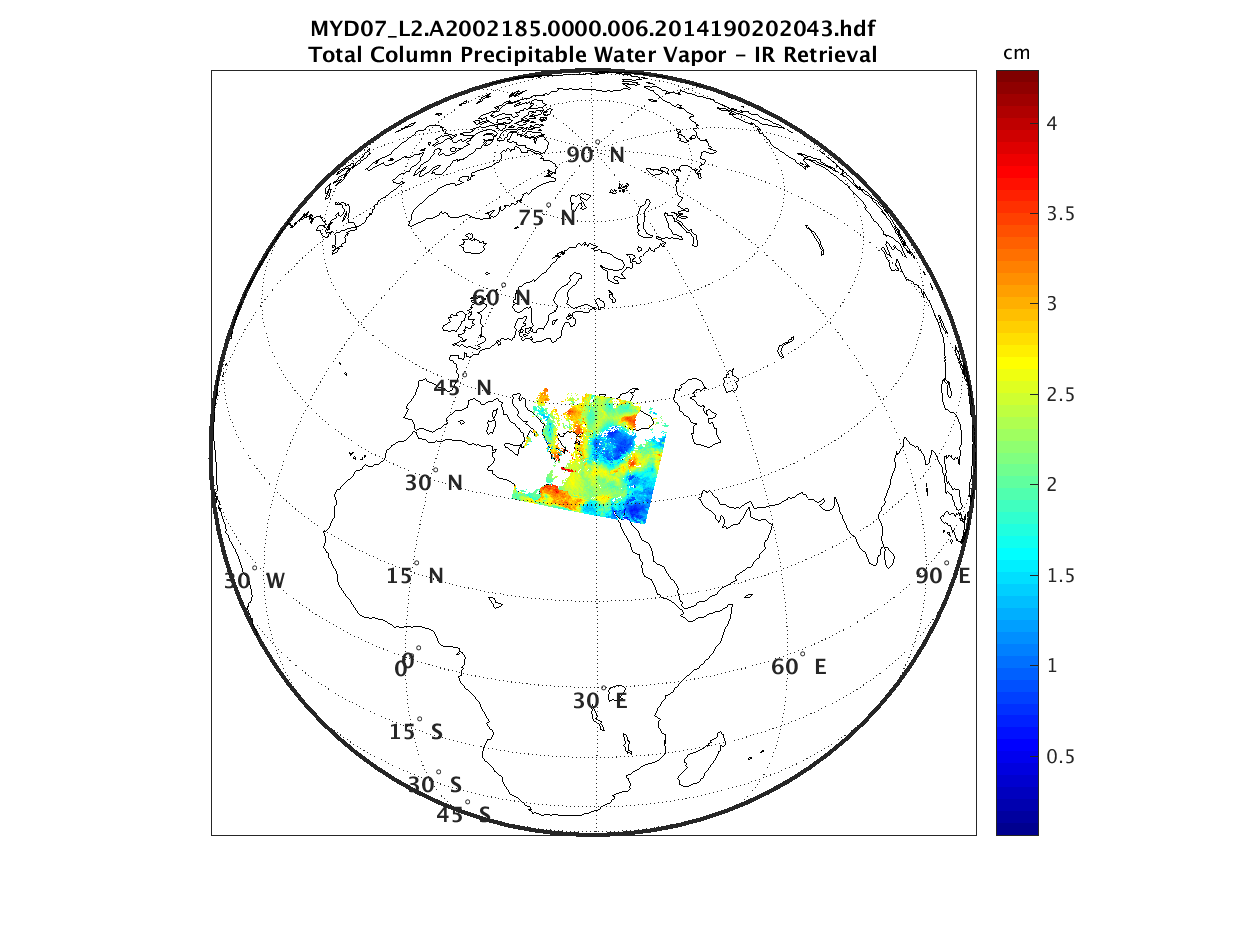 MYD07_L2.A2002185.0000.006.2014190202043.hdf
Total Column Precipitable Water Vapor - IR Retrieval
cm
4
3.5
3
2.5
2
1.5
1
0.5
90° N
75° N
60° N
45° N
30° N
15° N
0°
0°
15° S
30° S
45° S
30° W
30° E
60° E
90° E